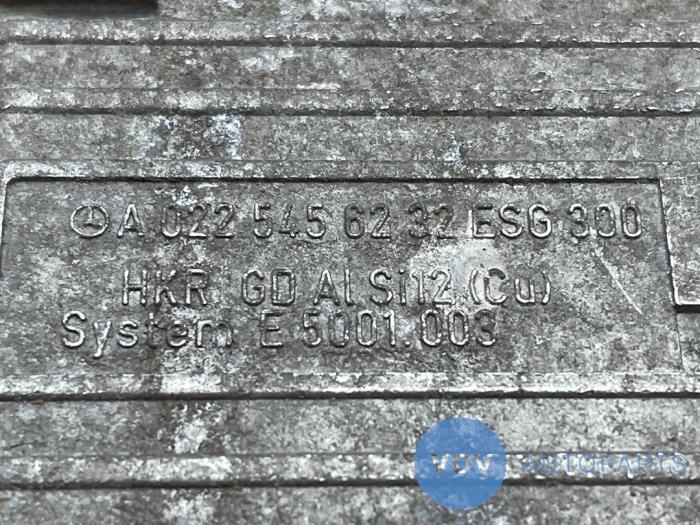 A 022 545 62 32 ESG 300
HKR GD Al Si12 (Cu)
System E 5001.003
VDV AUTOPARTS